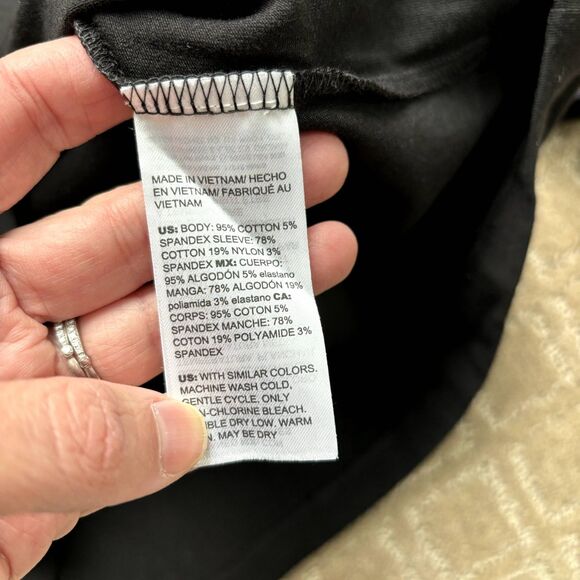 MADE IN VIETNAM/ HECHO
EN VIETNAM/ FABRIQUÉ AU
VIETNAM
US: BODY: 95% COTTON 5%
SPANDEX SLEEVE: 78%
COTTON 19% NYLON 3%
SPANDEX MX: CUERPO:
95% ALGODÓN 5% elastano
MANGA: 78% ALGODÓN 19%
poliamida 3% elastano CA:
CORPS: 95% COTON 5%
SPANDEX MANCHE: 78%
COTON 19% POLYAMIDE 3%
SPANDEX
US: WITH SIMILAR COLORS.
MACHINE WASH COLD,
GENTLE CYCLE. ONLY
N-CHLORINE BLEACH.
BLE DRY LOW. WARM
N. MAY BE DRY